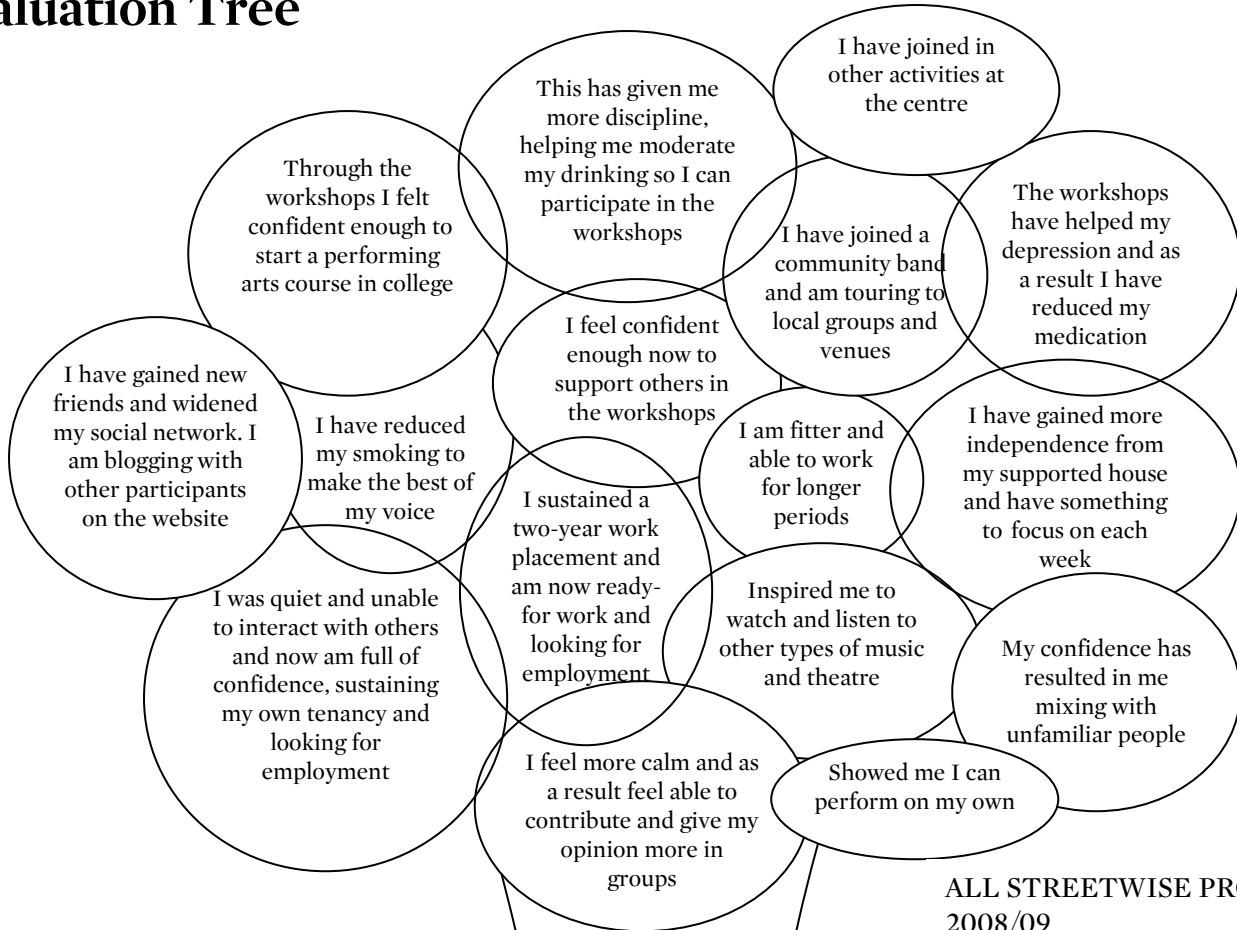 aluation Tree
I have joined in
other activities at
the centre
This has given me
more discipline,
helping me moderate
my drinking so I can
participate in the
workshops
Through the
workshops I felt
confident enough to
start a performing
arts course in college
The workshops
have helped my
depression and as
a result I have
reduced my
medication
I have joined a
community band
and am touring to
local groups and
venues
I feel confident
enough now to
support others in
the workshops
I have gained new
friends and widened
my social network. I
am blogging with
other participants
on the website
I have reduced
my smoking to
make the best of
my voice
I am fitter and
able to work
for longer
periods
I have gained more
independence from
my supported house
and have something
to focus on each
week
I sustained a
two-year work
placement and
am now ready-
for work and
looking for
employment
I was quiet and unable
to interact with others
and now am full of
confidence, sustaining
my own tenancy and
looking for
employment
Inspired me to
watch and listen to
other types of music
and theatre
My confidence has
resulted in me
mixing with
unfamiliar people
I feel more calm and as
a result feel able to
contribute and give my
opinion more in
groups
Showed me I can
perform on my own
ALL STREETWISE PR
2008/09